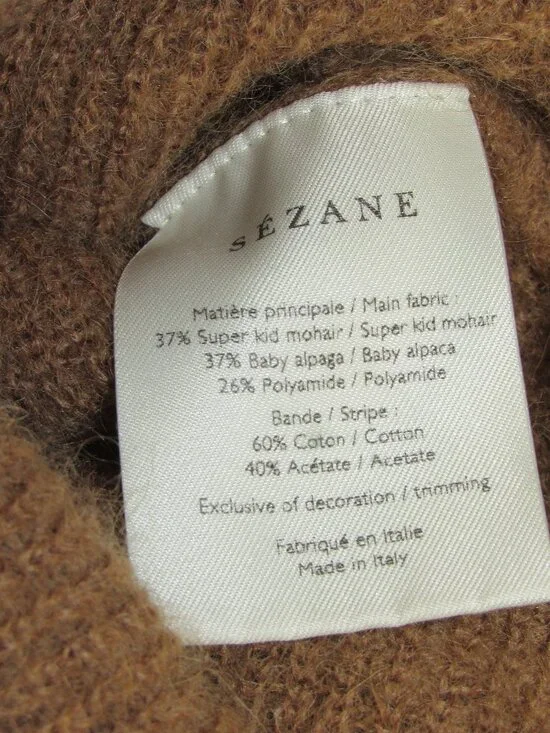 SÉZANE
Matière principale / Main fabric :
37% Super kid mohair / Super kid mohair
37% Baby alpaga / Baby alpaca
26% Polyamide / Polyamide
Bande / Stripe :
60% Coton / Cotton
40% Acétate / Acetate
Exclusive of decoration / trimming
Fabriqué en Italie
Made in Italy